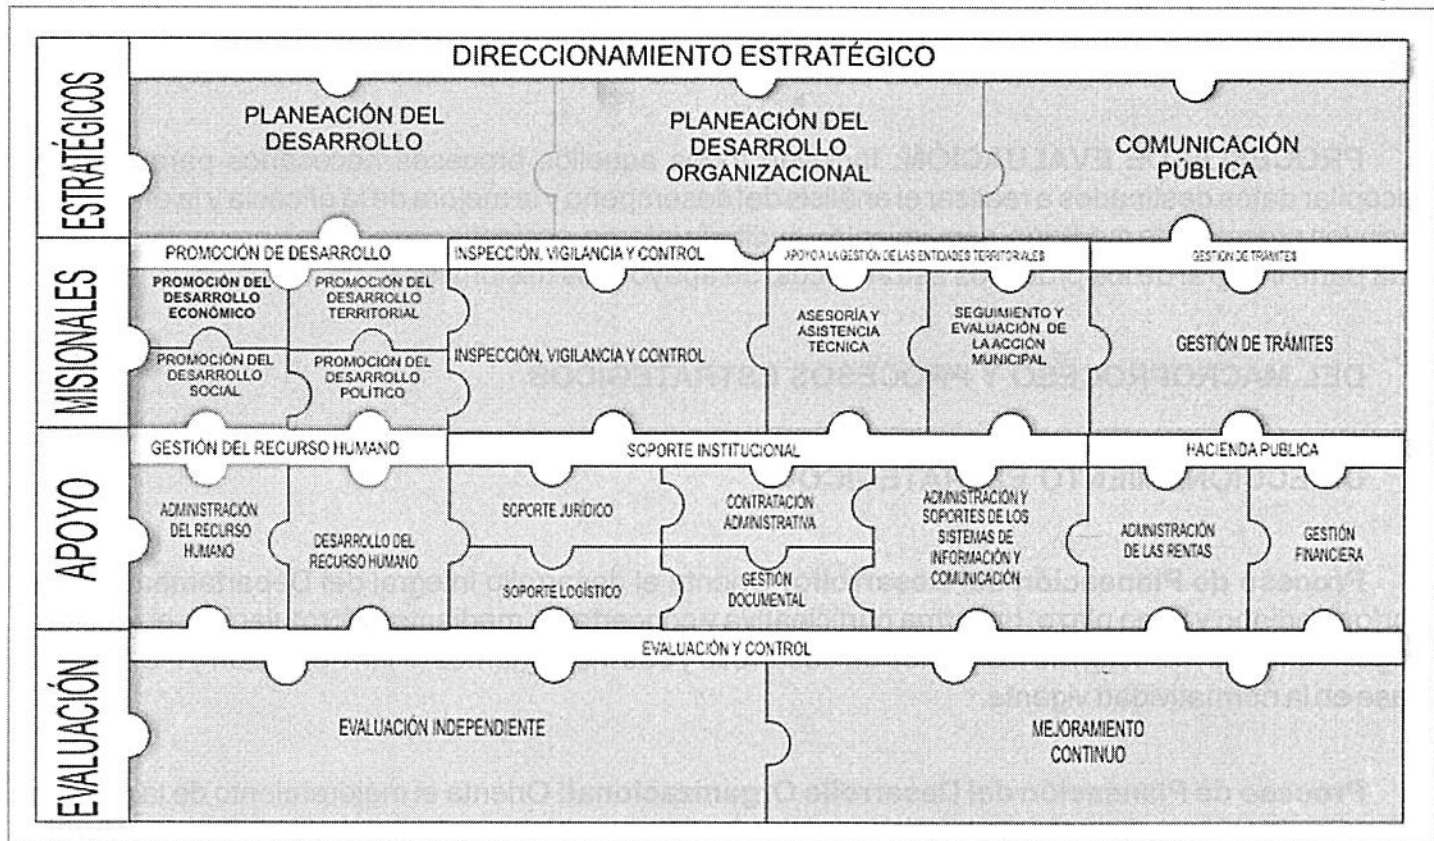 DIRECCIONAMIENTO ESTRATÉGICO
ESTRATÉGICOS
PLANEACIÓN DEL
DESARROLLO
PLANEACIÓN DEL
DESARROLLO
ORGANIZACIONAL
COMUNICACIÓN
PÚBLICA
MISIONALES
PROMOCIÓN DE DESARROLLO
INSPECCIÓN, VIGILANCIA Y CONTROL
APOYO A LA GESTIÓN DE LAS ENTIDADES TERRITORIALES
GESTIÓN DE TRÁMITES
PROMOCIÓN DEL
DESARROLLO
ECONÓMICO
PROMOCIÓN DEL
DESARROLLO
TERRITORIAL
PROMOCIÓN DEL
DESARROLLO
SOCIAL
PROMOCIÓN DEL
DESARROLLO
POLÍTICO
INSPECCIÓN, VIGILANCIA Y CONTROL
ASESORÍA Y
ASISTENCIA
TÉCNICA
SEGUIMIENTO Y
EVALUACIÓN DE
LA ACCIÓN
MUNICIPAL
GESTIÓN DE TRÁMITES
APOYO
GESTIÓN DEL RECURSO HUMANO
SOPORTE INSTITUCIONAL
HACIENDA PUBLICA
ADMINISTRACIÓN
DEL RECURSO
HUMANO
DESARROLLO DEL
RECURSO HUMANO
SOPORTE JURÍDICO
SOPORTE LOGÍSTICO
CONTRATACIÓN
ADMINISTRATIVA
GESTIÓN
DOCUMENTAL
ADMINISTRACIÓN Y
SOPORTES DE LOS
SISTEMAS DE
INFORMACIÓN Y
COMUNICACIÓN
ADMINISTRACIÓN
DE LAS RENTAS
GESTIÓN
FINANCIERA
EVALUACIÓN
EVALUACIÓN Y CONTROL
EVALUACIÓN INDEPENDIENTE
MEJORAMIENTO
CONTINUO